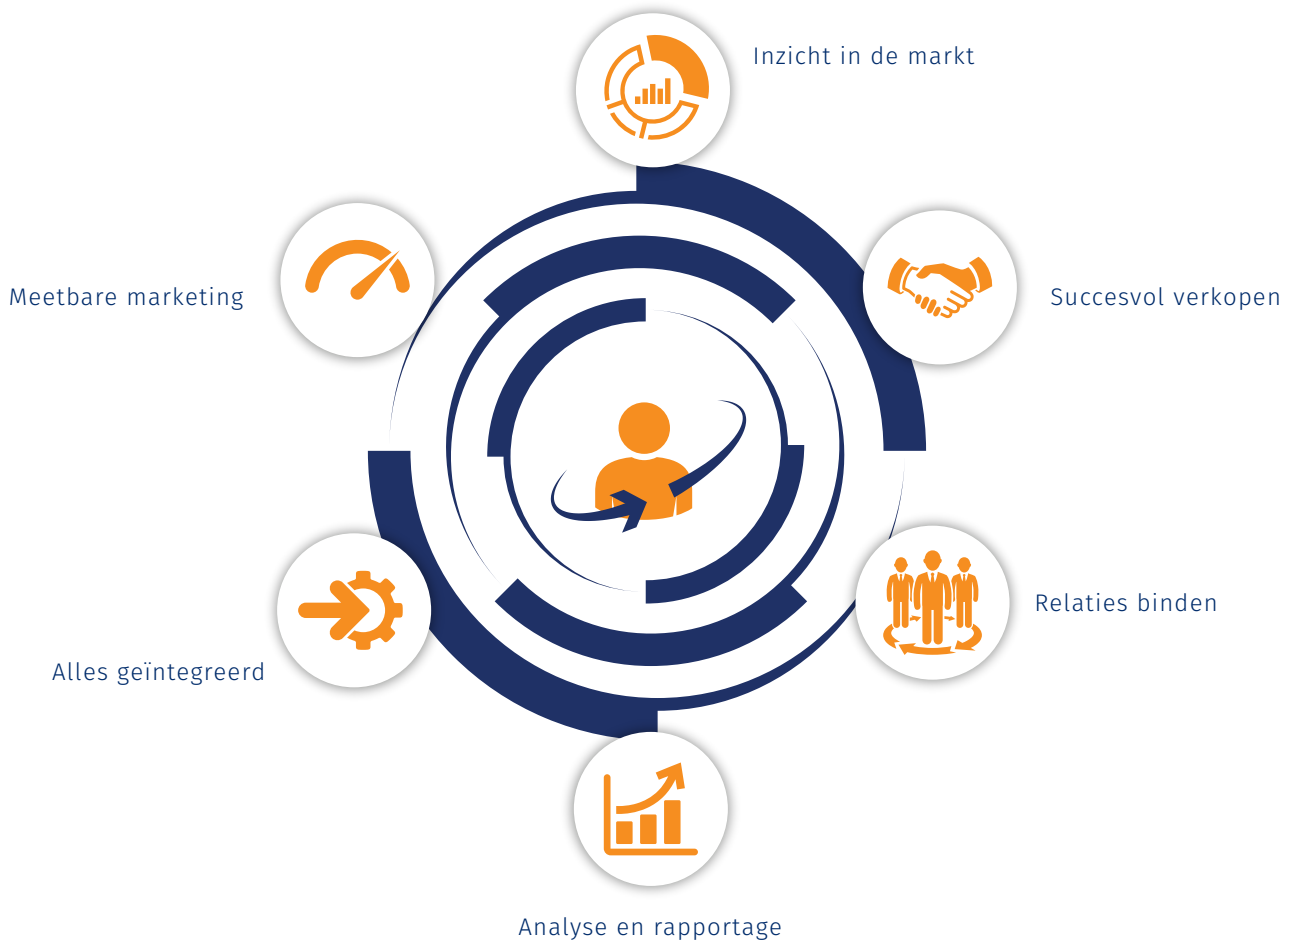 Inzicht in de markt
Succesvol verkopen
Meetbare marketing
Relaties binden
Alles geïntegreerd
Analyse en rapportage